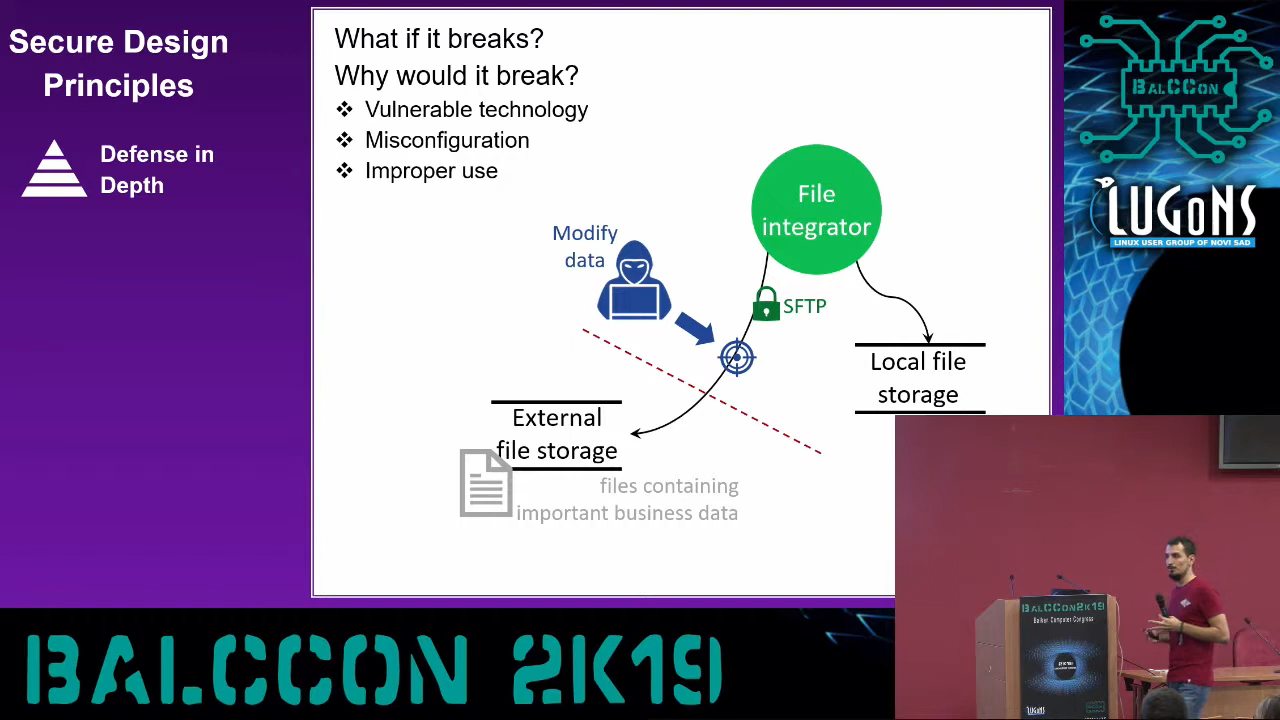 Secure Design
Principles
Defense in
Depth
What if it breaks?
Why would it break?
❖ Vulnerable technology
❖ Misconfiguration
❖ Improper use
Modify
data
File
integrator
SFTP
Local file
storage
External
file storage
files containing
important business data
BALCCON
LUGONS
LINUX USER GROUP OF NOVI SAD
BALCCON2K19
Balkan Computer Congress
2K19
LUGONS
BALCCON 2K19